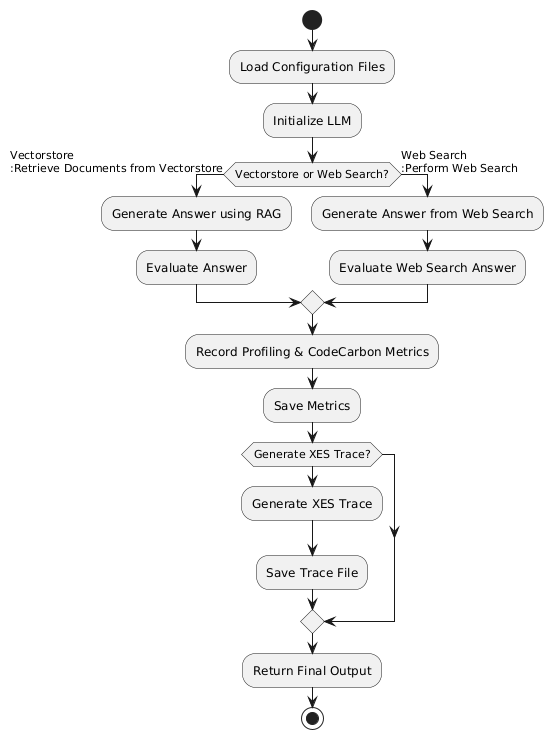 Load Configuration Files
Initialize LLM
Vectorstore or Web Search?
Vectorstore
:Retrieve Documents from Vectorstore
Web Search
:Perform Web Search
Generate Answer using RAG
Generate Answer from Web Search
Evaluate Answer
Evaluate Web Search Answer
Record Profiling & CodeCarbon Metrics
Save Metrics
Generate XES Trace?
Generate XES Trace
Save Trace File
Return Final Output